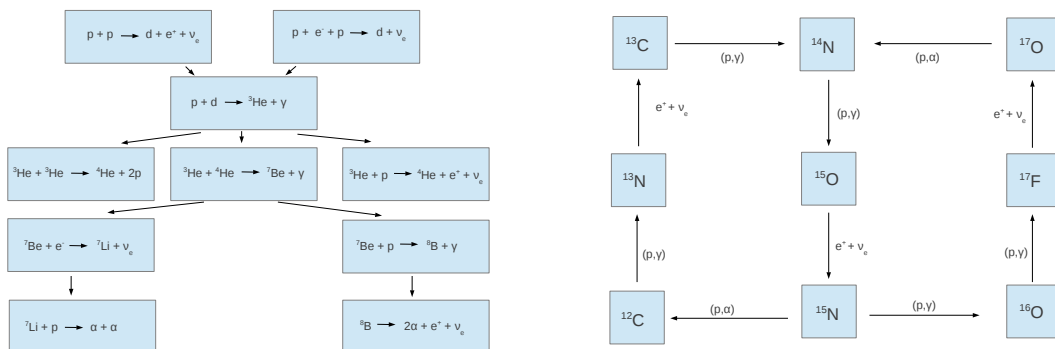 p + p → d + e⁺ + νₑ
p + e⁻ + p → d + νₑ
p + d → ³He + γ
³He + ³He → ⁴He + 2p
³He + ⁴He → ⁷Be + γ
³He + p → ⁴He + e⁺ + νₑ
⁷Be + e⁻ → ⁷Li + νₑ
⁷Be + p → ⁸B + γ
⁷Li + p → α + α
⁸B → 2α + e⁺ + νₑ
¹³C
(p,γ)
¹⁴N
(p,α)
¹⁷O
e⁺ + νₑ
(p,γ)
e⁺ + νₑ
¹³N
¹⁵O
¹⁷F
(p,γ)
e⁺ + νₑ
(p,γ)
¹²C
(p,α)
¹⁵N
(p,γ)
¹⁶O